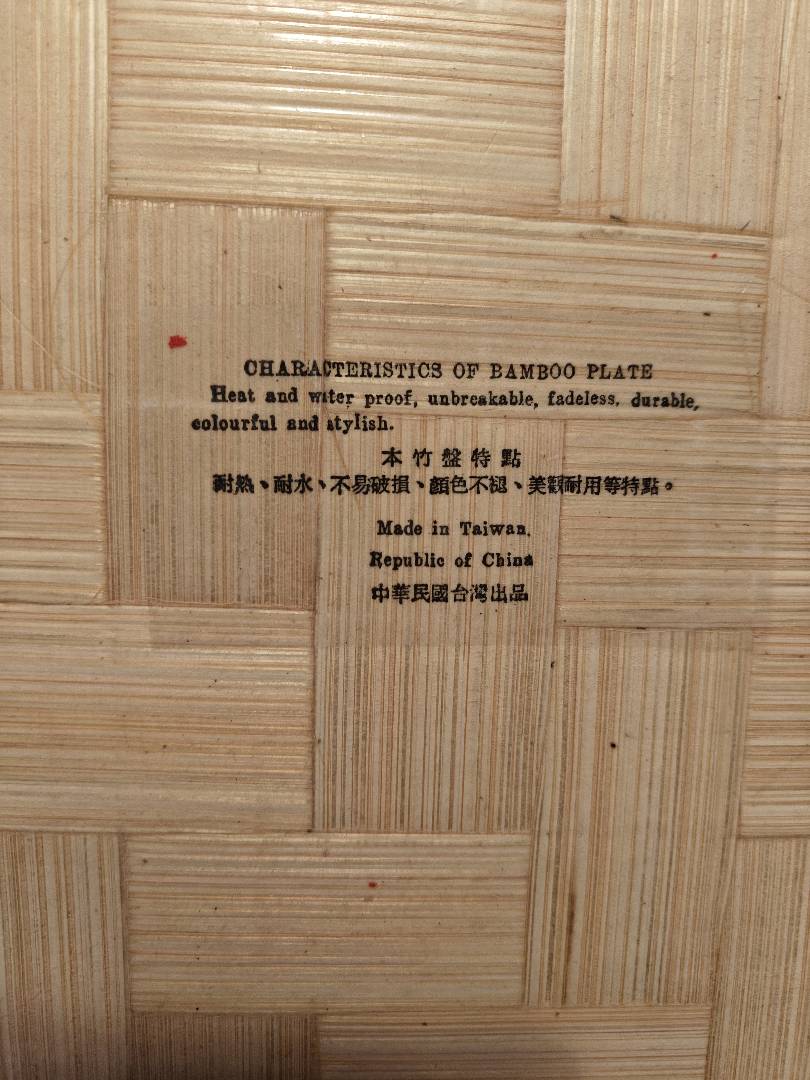 CHARACTERISTICS OF BAMBOO PLATE
Heat and water proof, unbreakable, fadeless, durable,
colourful and stylish.
本竹盤特點
耐熱、耐水、不易破損、顏色不褪、美觀耐用等特點。
Made in Taiwan,
Republic of China
中華民國台灣出品